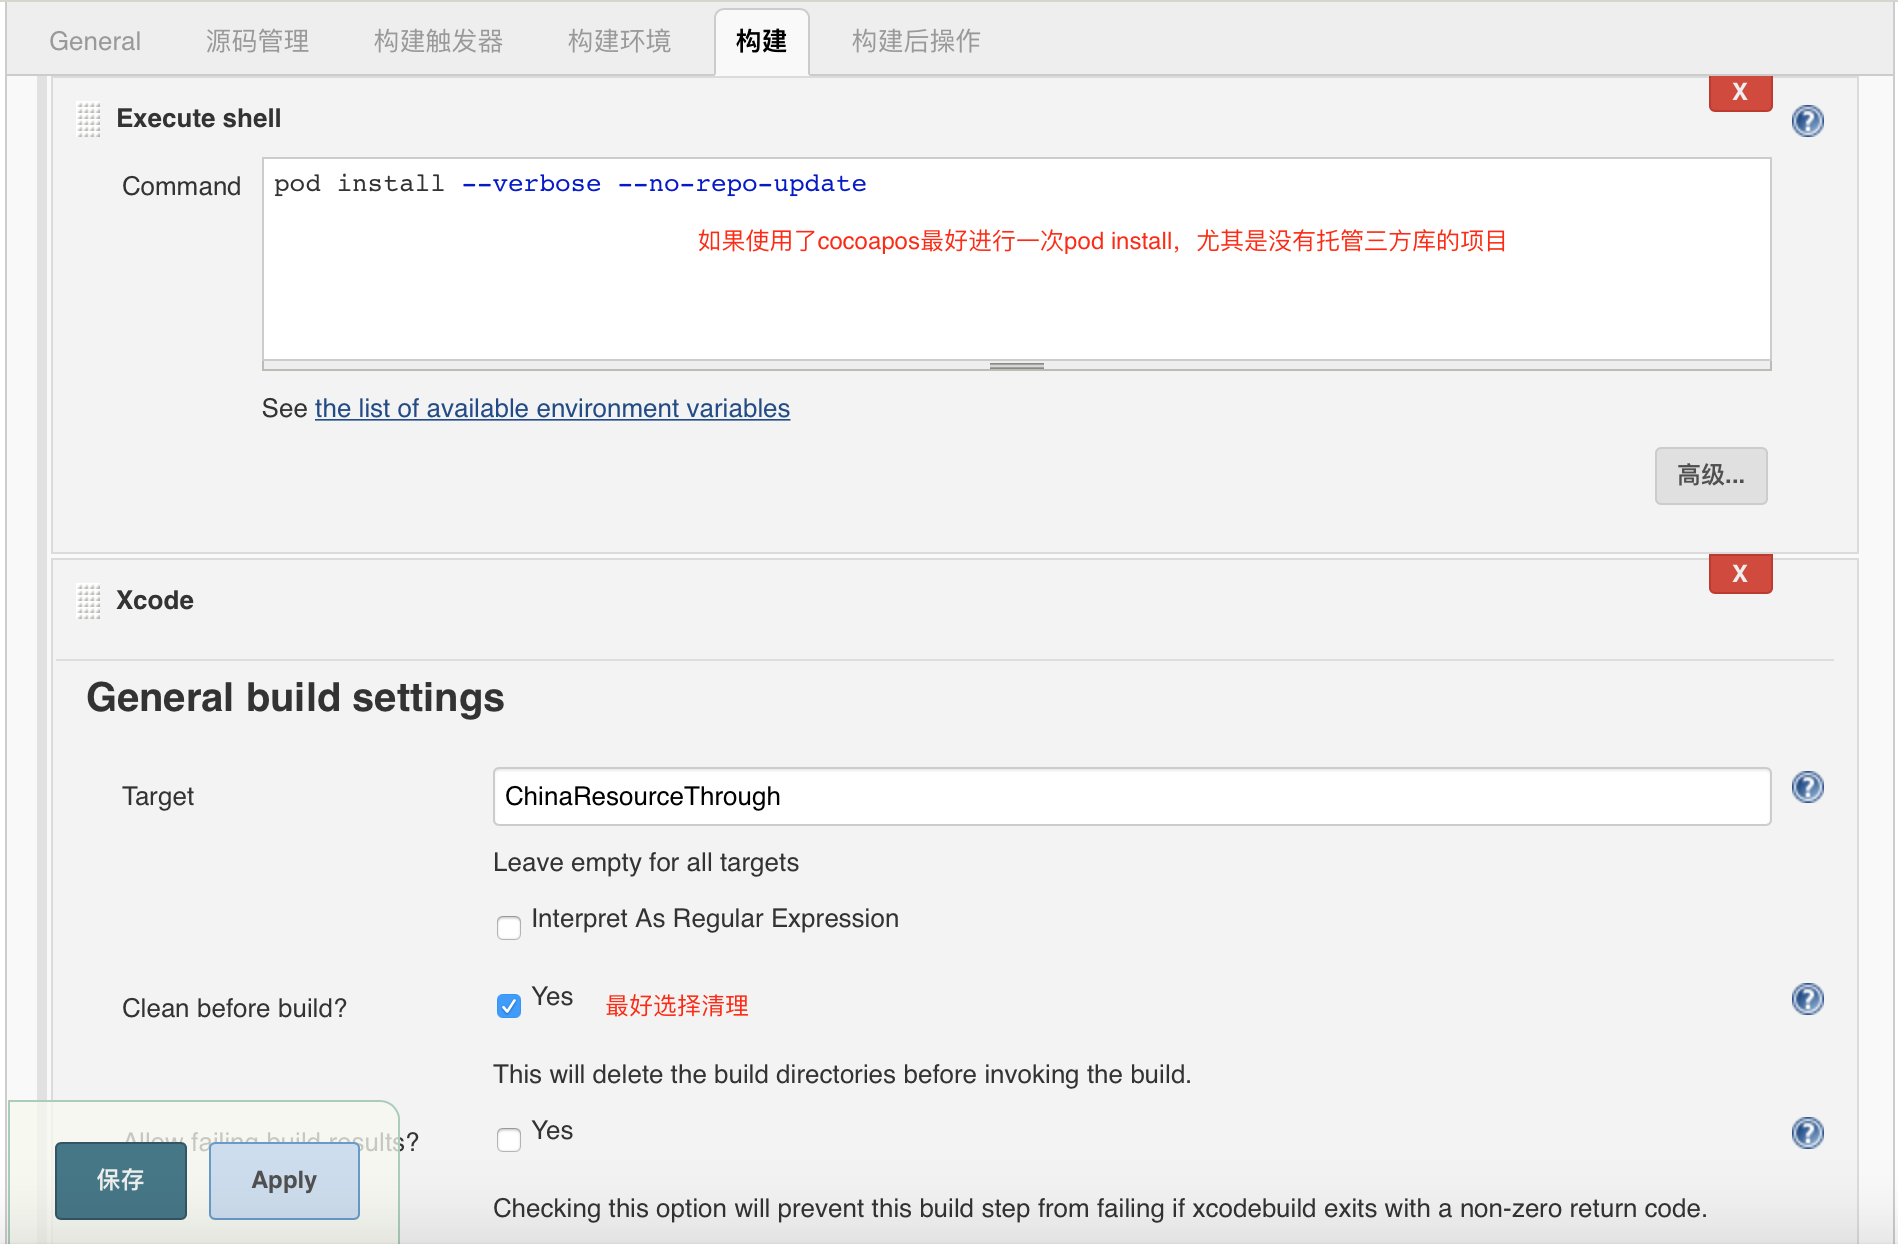 General 源码管理 构建触发器 构建环境 构建 构建后操作
X
Execute shell
Command pod install --verbose --no-repo-update
如果使用了cocoapos最好进行一次pod install，尤其是没有托管三方库的项目
See the list of available environment variables
高级...
X
Xcode
General build settings
Target ChinaResourceThrough
Leave empty for all targets
Interpret As Regular Expression
Clean before build? Yes 最好选择清理
This will delete the build directories before invoking the build.
Allow failing build results? Yes
保存 Apply
Checking this option will prevent this build step from failing if xcodebuild exits with a non-zero return code.